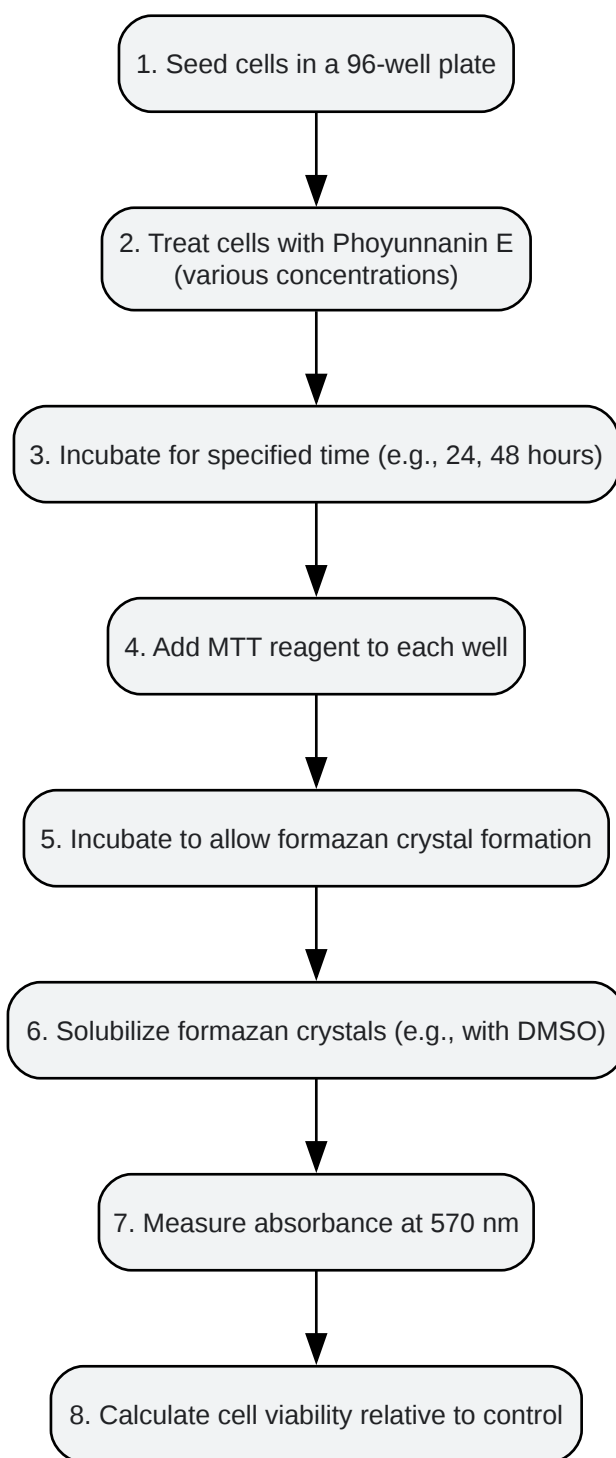 1. Seed cells in a 96-well plate
2. Treat cells with Phoyunnanin E
(various concentrations)
3. Incubate for specified time (e.g., 24, 48 hours)
4. Add MTT reagent to each well
5. Incubate to allow formazan crystal formation
6. Solubilize formazan crystals (e.g., with DMSO)
7. Measure absorbance at 570 nm
8. Calculate cell viability relative to control